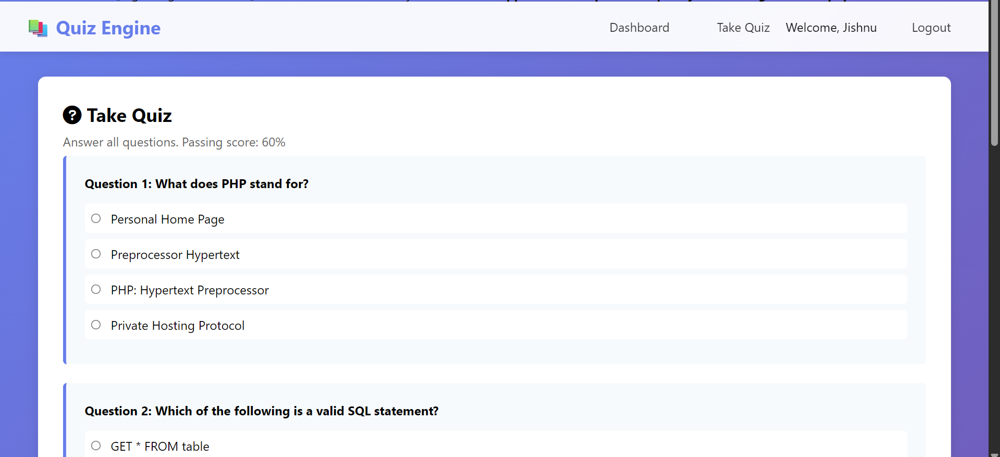 Quiz Engine
Dashboard
Take Quiz
Welcome, Jishnu
Logout
Take Quiz
Answer all questions. Passing score: 60%
Question 1: What does PHP stand for?
Personal Home Page
Preprocessor Hypertext
PHP: Hypertext Preprocessor
Private Hosting Protocol
Question 2: Which of the following is a valid SQL statement?
GET * FROM table